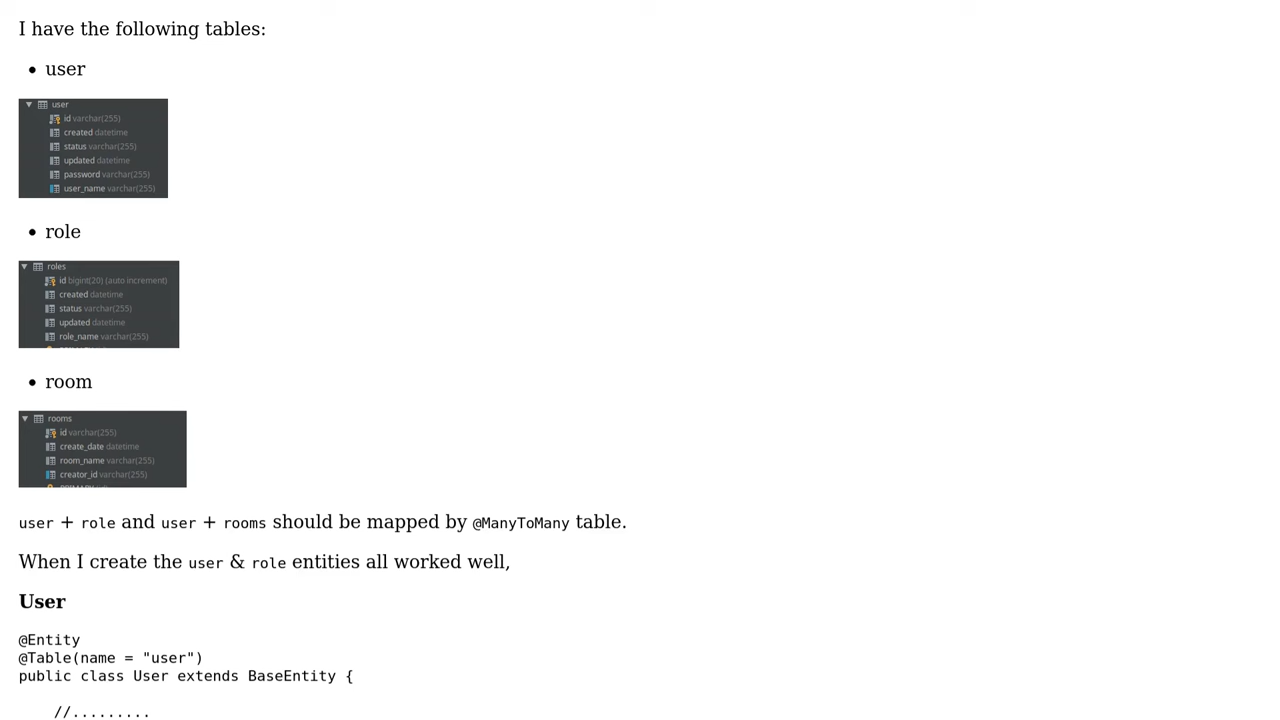 I have the following tables:
• user
user
id varchar(255)
created datetime
status varchar(255)
updated datetime
password varchar(255)
user_name varchar(255)
• role
roles
id bigint(20) (auto increment)
created datetime
status varchar(255)
updated datetime
role_name varchar(255)
• room
rooms
id varchar(255)
create_date datetime
room_name varchar(255)
creator_id varchar(255)
user + role and user + rooms should be mapped by @ManyToMany table.
When I create the user & role entities all worked well,
User
@Entity
@Table(name = "user")
public class User extends BaseEntity {
//.........